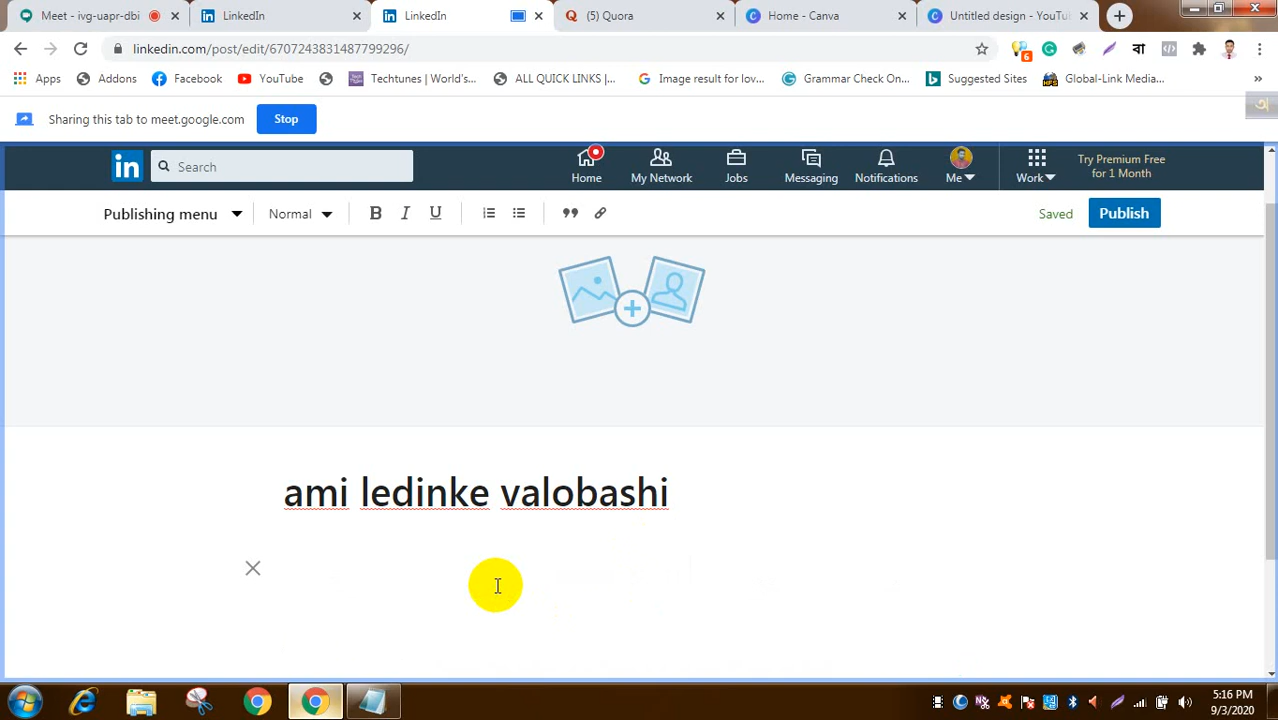 Meet - ivg-uapr-dbi
LinkedIn
LinkedIn
(5) Quora
Home - Canva
Untitled design - YouTu
linkedin.com/post/edit/6707243831487799296/
6
বা
Apps
Addons
Facebook
YouTube
Techtunes | World's...
ALL QUICK LINKS |...
Image result for lov...
Grammar Check On...
Suggested Sites
Global-Link Media...
»
Sharing this tab to meet.google.com
Stop
অ
in
Search
Home
My Network
Jobs
Messaging
Notifications
Me
Work
Try Premium Free
for 1 Month
Publishing menu
Normal
B
I
U
Saved
Publish
ami ledinke valobashi
5:16 PM
9/3/2020